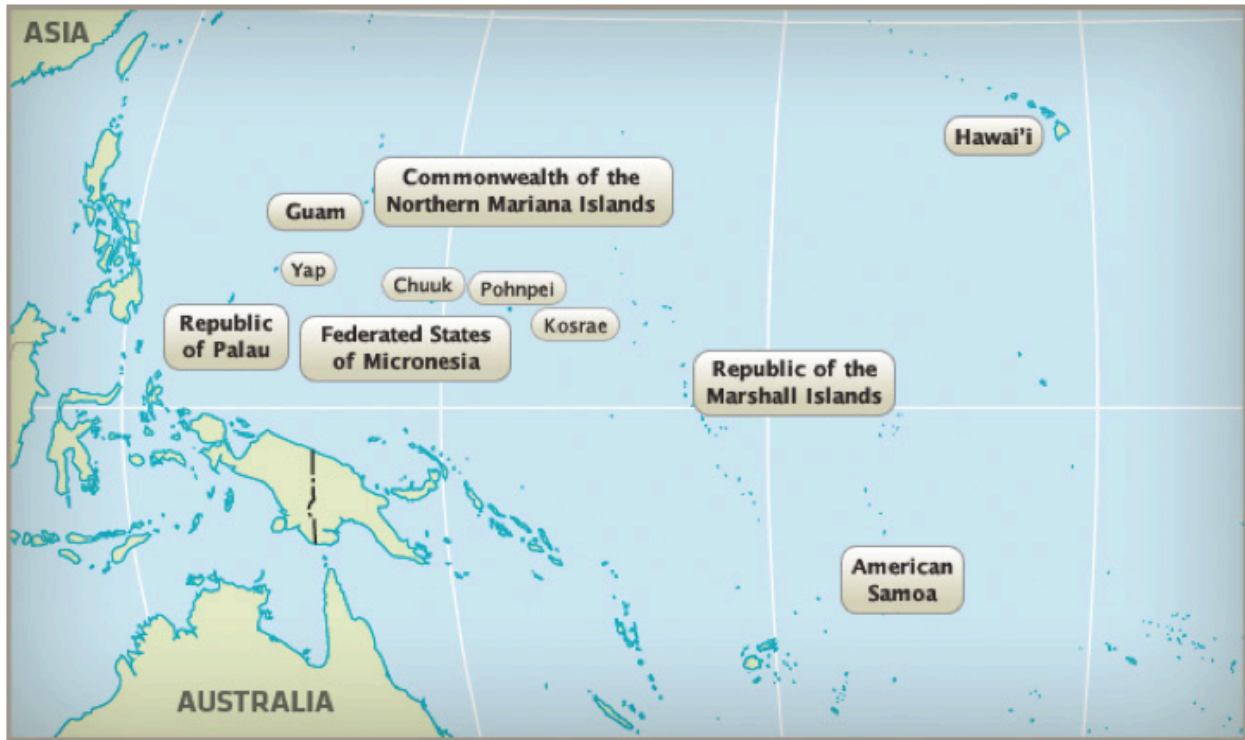 ASIA
Hawai'i
Commonwealth of the
Northern Mariana Islands
Guam
Yap
Chuuk
Pohnpei
Kosrae
Republic
of Palau
Federated States
of Micronesia
Republic of the
Marshall Islands
American
Samoa
AUSTRALIA